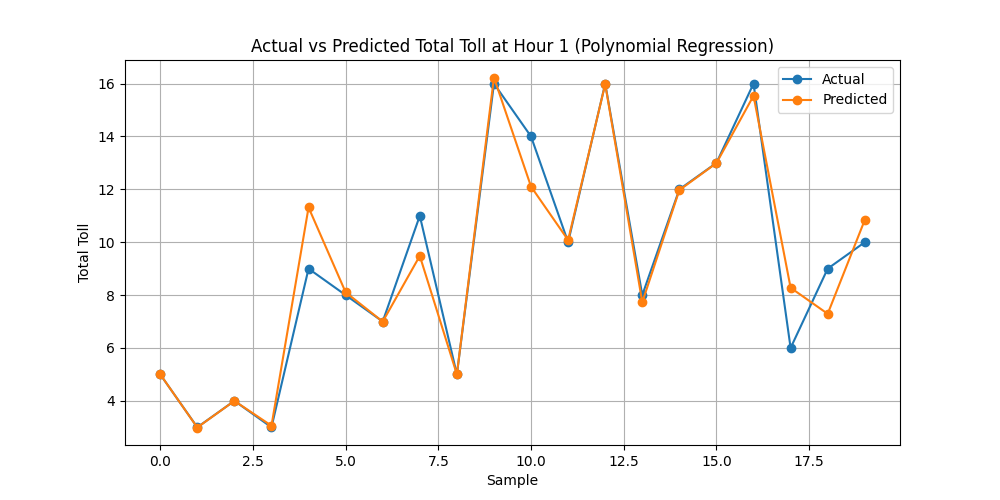 Actual vs Predicted Total Toll at Hour 1 (Polynomial Regression)
Actual
Predicted
Total Toll
16
14
12
10
8
6
4
0.0 2.5 5.0 7.5 10.0 12.5 15.0 17.5
Sample